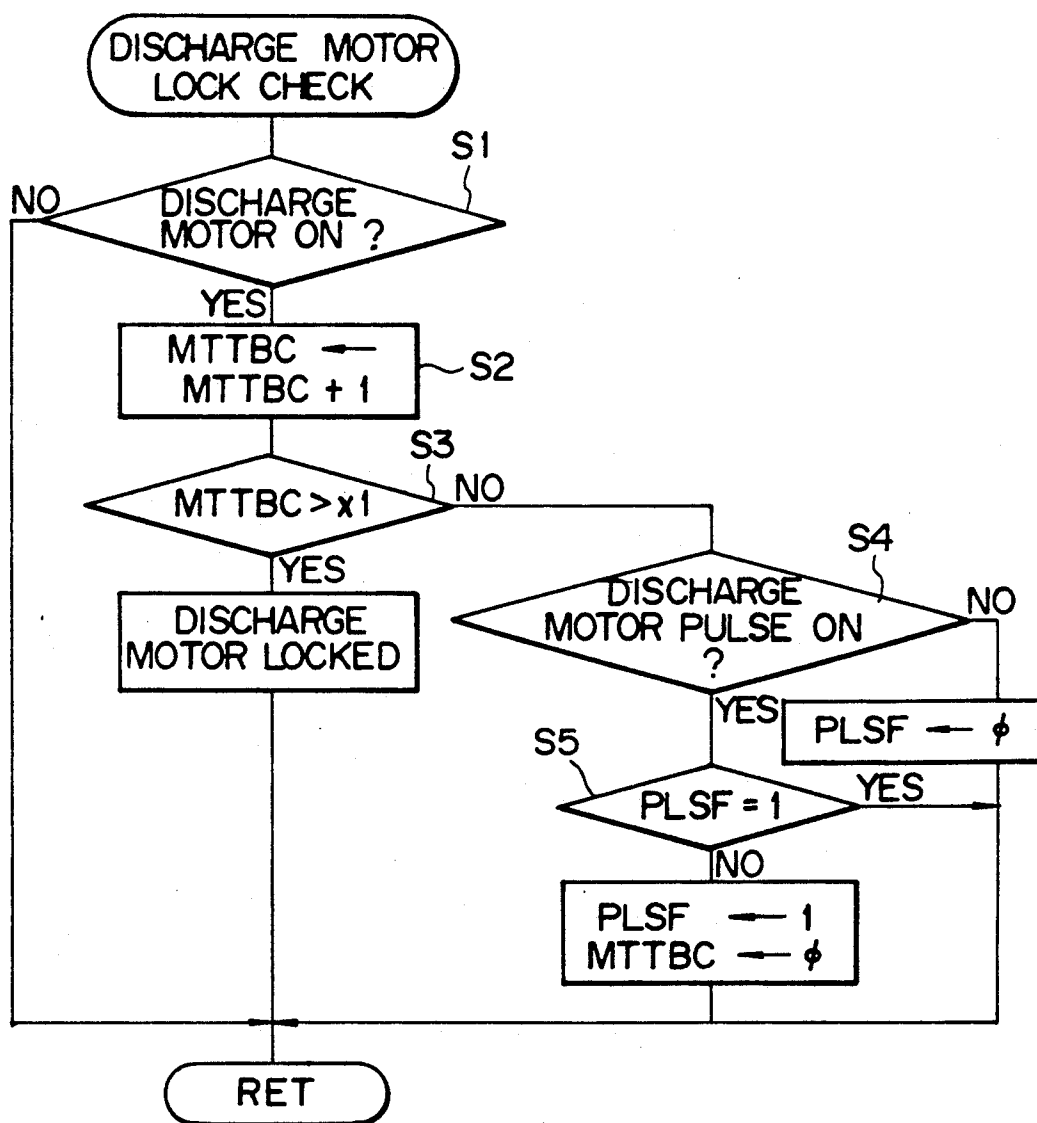 DISCHARGE MOTOR
LOCK CHECK
S1
NO
DISCHARGE
MOTOR ON ?
YES
MTTBC ←
MTTBC + 1
S2
S3
MTTBC > x1
NO
YES
DISCHARGE
MOTOR LOCKED
S4
DISCHARGE
MOTOR PULSE ON
?
NO
YES
PLSF ← φ
S5
PLSF = 1
YES
NO
PLSF ← 1
MTTBC ← φ
RET